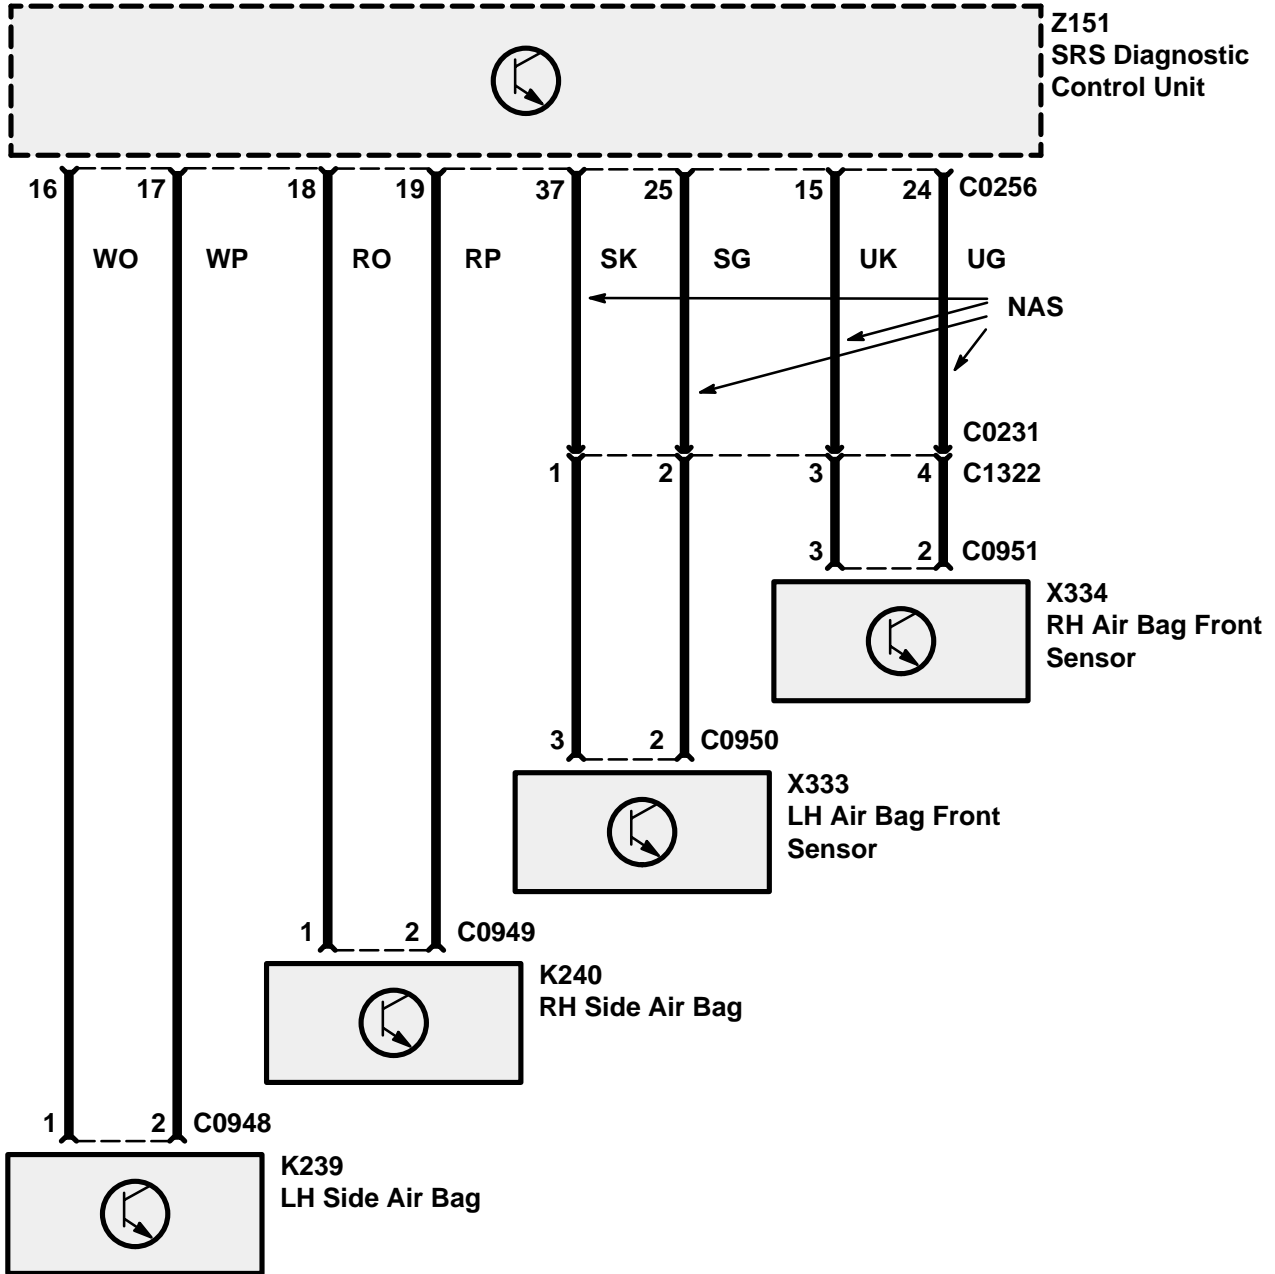 Z151
SRS Diagnostic
Control Unit
16 17 18 19 37 25 15 24 C0256
WO WP RO RP SK SG UK UG
NAS
C0231
1 2 3 4 C1322
3 2 C0951
X334
RH Air Bag Front
Sensor
3 2 C0950
X333
LH Air Bag Front
Sensor
1 2 C0949
K240
RH Side Air Bag
1 2 C0948
K239
LH Side Air Bag